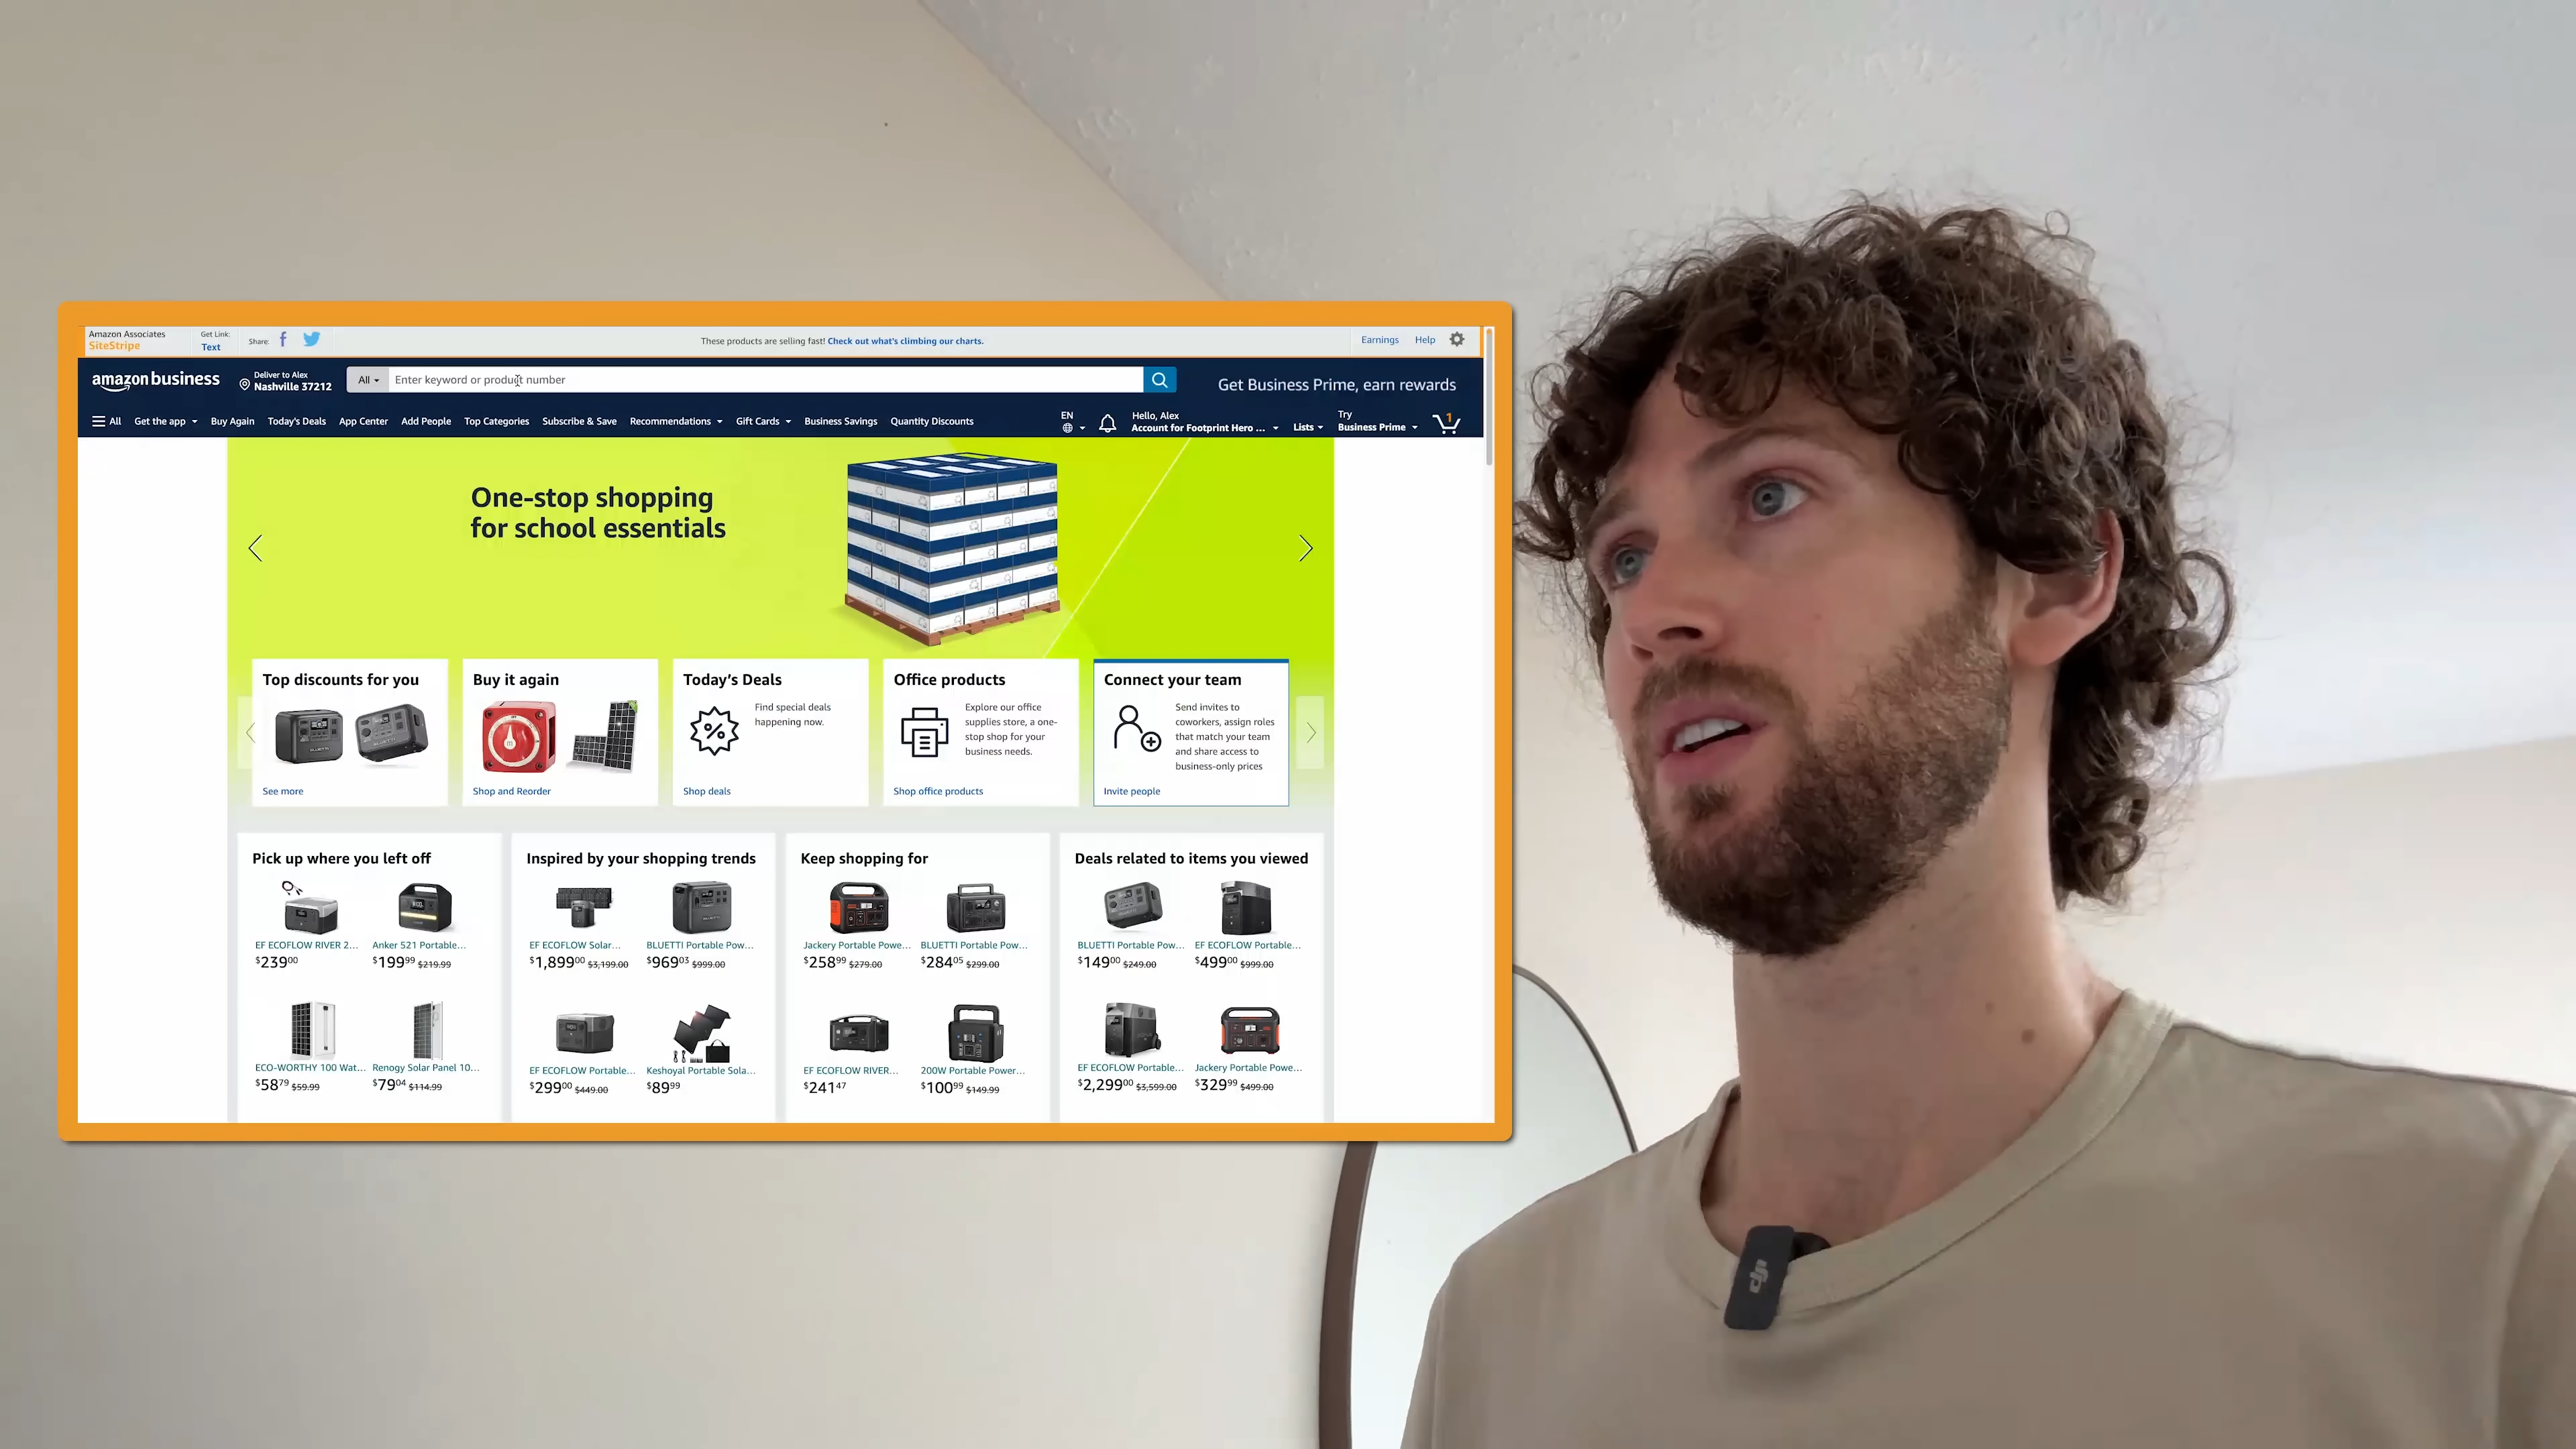 Amazon Associates
SiteStripe
Get Link:
Text
Share:
These products are selling fast! Check out what's climbing our charts.
Earnings
Help
amazon business
Deliver to Alex
Nashville 37212
All
Enter keyword or product number
Get Business Prime, earn rewards
All
Get the app
Buy Again
Today's Deals
App Center
Add People
Top Categories
Subscribe & Save
Recommendations
Gift Cards
Business Savings
Quantity Discounts
EN
Hello, Alex
Account for Footprint Hero ...
Lists
Try
Business Prime
1
One-stop shopping
for school essentials
Top discounts for you
See more
Buy it again
Shop and Reorder
Today's Deals
Find special deals
happening now.
Shop deals
Office products
Explore our office
supplies store, a one-
stop shop for your
business needs.
Shop office products
Connect your team
Send invites to
coworkers, assign roles
that match your team
and share access to
business-only prices
Invite people
Pick up where you left off
EF ECOFLOW RIVER 2...
$23900
Anker 521 Portable...
$19999 $219.99
ECO-WORTHY 100 Wat...
$5879 $59.99
Renogy Solar Panel 10...
$7904 $114.99
Inspired by your shopping trends
EF ECOFLOW Solar...
$1,89900 $3,199.00
BLUETTI Portable Pow...
$96903 $999.00
EF ECOFLOW Portable...
$29900 $449.00
Keshoyal Portable Sola...
$8999
Keep shopping for
Jackery Portable Powe...
$25899 $279.00
BLUETTI Portable Pow...
$28405 $299.00
EF ECOFLOW RIVER...
$24147
200W Portable Power...
$10099 $149.99
Deals related to items you viewed
BLUETTI Portable Pow...
$14900 $249.00
EF ECOFLOW Portable...
$49900 $999.00
EF ECOFLOW Portable...
$2,29900 $3,599.00
Jackery Portable Powe...
$32999 $499.00
dji